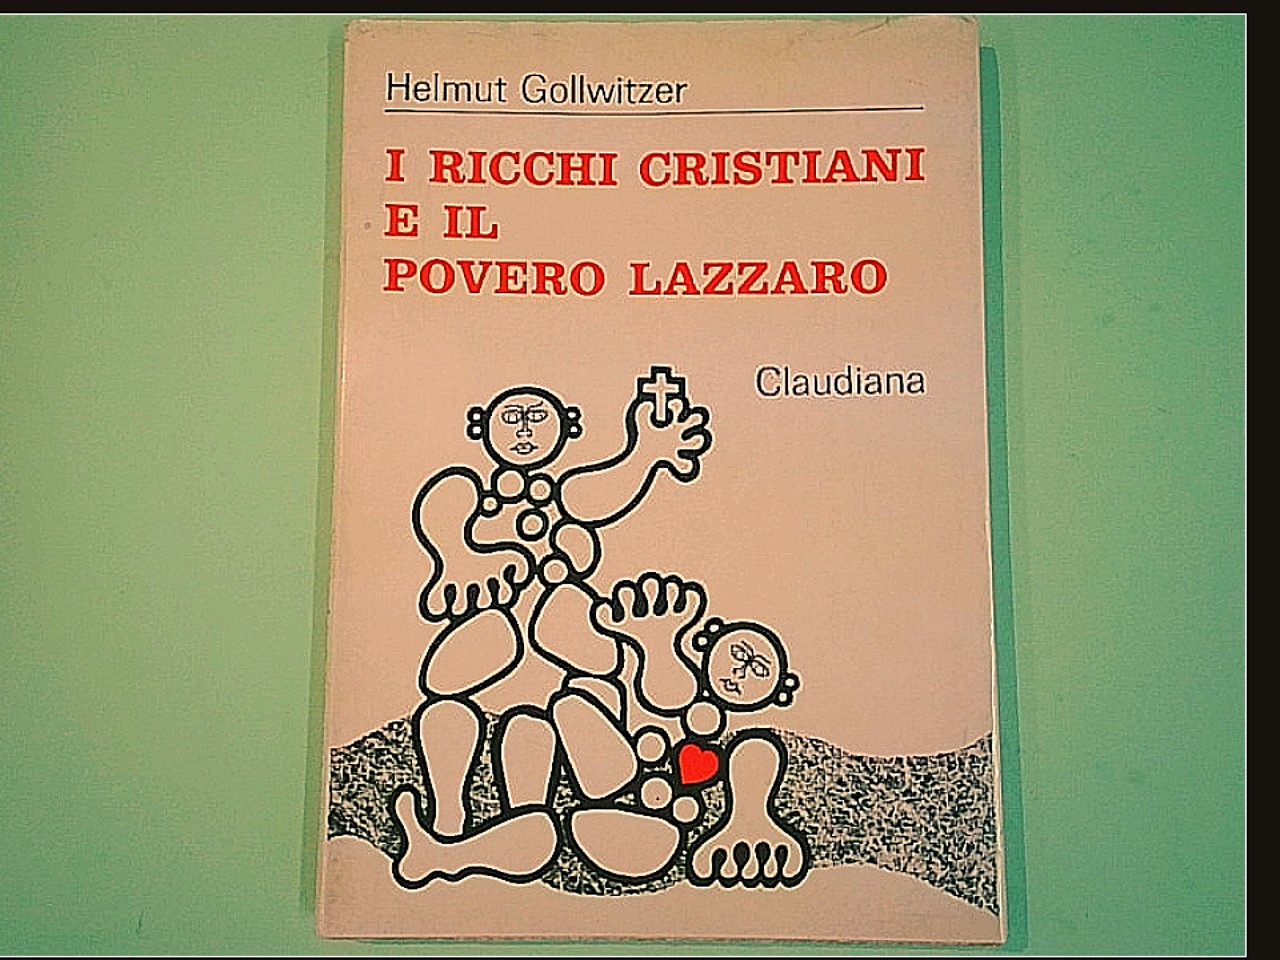 Helmut Gollwitzer
I RICCHI CRISTIANI
E IL
POVERO LAZZARO
Claudiana